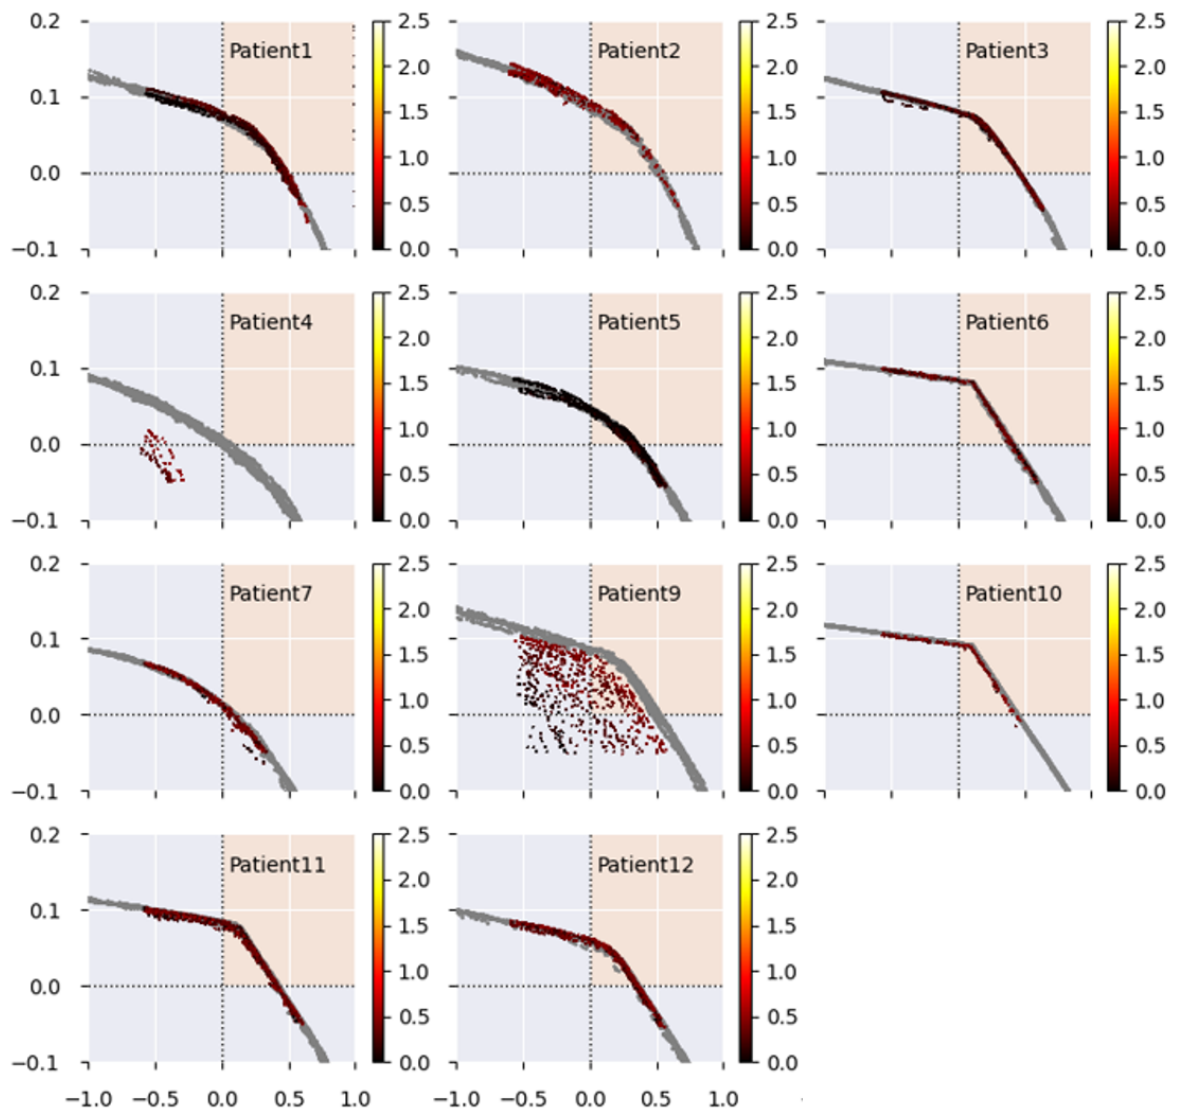 0.2 Patient1 2.5 Patient2 2.5 Patient3 2.5
2.0 2.0 2.0
0.1 1.5 1.5 1.5
1.0 1.0 1.0
0.0
0.5 0.5 0.5
−0.1 0.0 0.0 0.0
0.2 Patient4 2.5 Patient5 2.5 Patient6 2.5
2.0 2.0 2.0
0.1 1.5 1.5 1.5
1.0 1.0 1.0
0.0
0.5 0.5 0.5
−0.1 0.0 0.0 0.0
0.2 Patient7 2.5 Patient9 2.5 Patient10 2.5
2.0 2.0 2.0
0.1 1.5 1.5 1.5
1.0 1.0 1.0
0.0
0.5 0.5 0.5
−0.1 0.0 0.0 0.0
0.2 Patient11 2.5 Patient12 2.5
2.0 2.0
0.1 1.5 1.5
1.0 1.0
0.0
0.5 0.5
−0.1 0.0 0.0
−1.0 −0.5 0.0 0.5 1.0 −1.0 −0.5 0.0 0.5 1.0